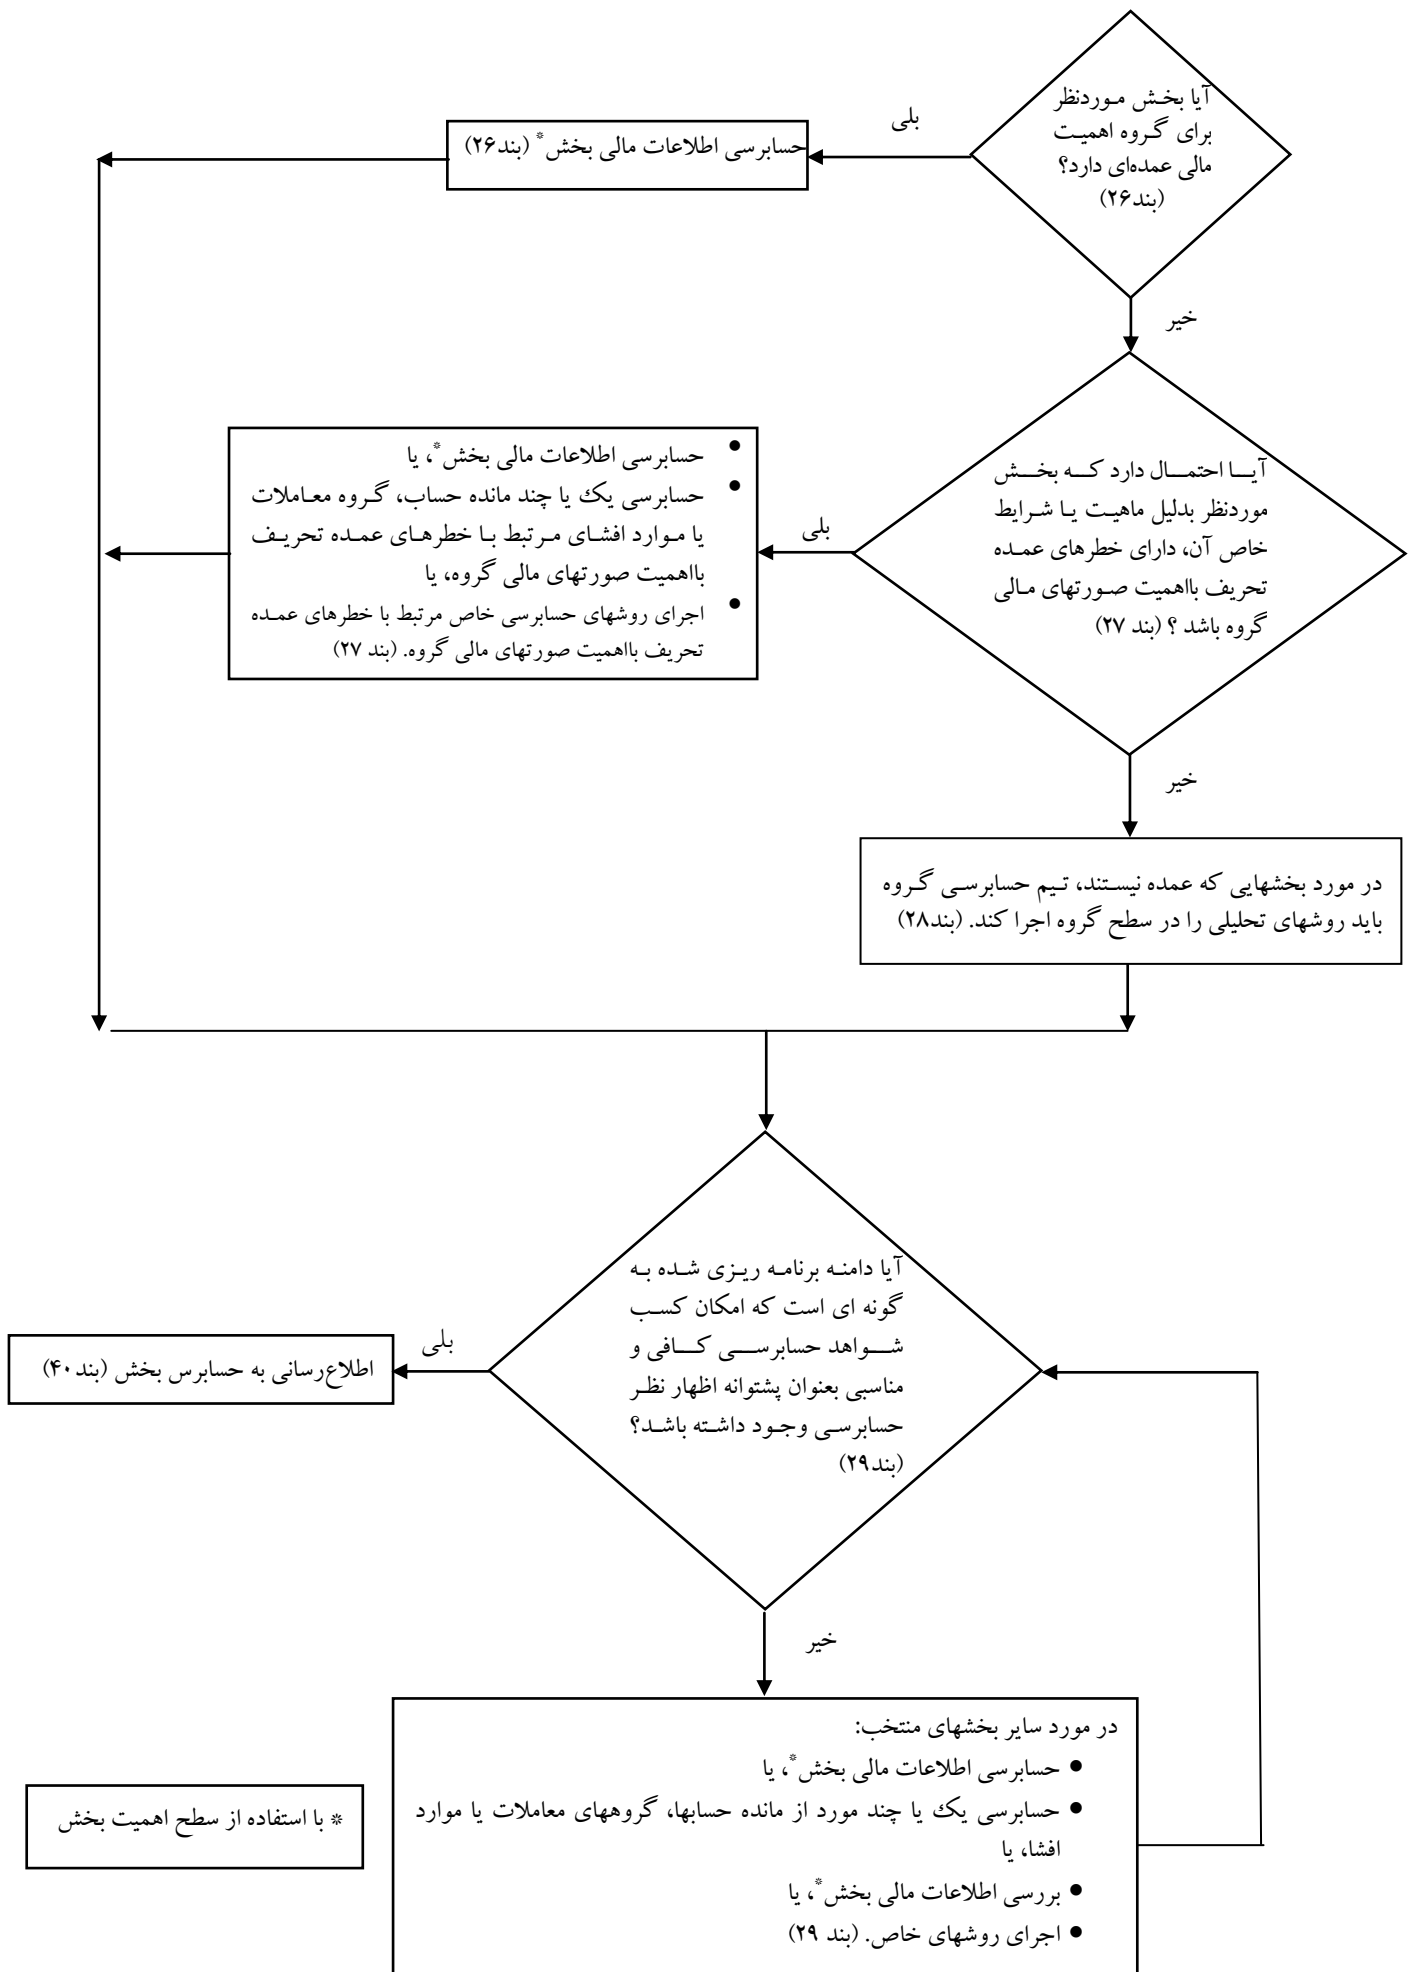 آیا بخش موردنظر
برای گروه اهمیت
مالی عمده‌ای دارد؟
(بند۲۶)
بلی
حسابرسی اطلاعات مالی بخش* (بند۲۶)
خیر
آیا احتمال دارد که بخش
موردنظر بدلیل ماهیت یا شرایط
خاص آن، دارای خطرهای عمده
تحریف بااهمیت صورتهای مالی
گروه باشد ؟ (بند ۲۷)
بلی
● حسابرسی اطلاعات مالی بخش*، یا
● حسابرسی یک یا چند مانده حساب، گروه معاملات
یا موارد افشای مرتبط با خطرهای عمده تحریف
بااهمیت صورتهای مالی گروه، یا
● اجرای روشهای حسابرسی خاص مرتبط با خطرهای عمده
تحریف بااهمیت صورتهای مالی گروه. (بند ۲۷)
خیر
در مورد بخشهایی که عمده نیستند، تیم حسابرسی گروه
باید روشهای تحلیلی را در سطح گروه اجرا کند. (بند۲۸)
آیا دامنه برنامه ریزی شده به
گونه ای است که امکان کسب
شواهد حسابرسی کافی و
مناسبی بعنوان پشتوانه اظهار نظر
حسابرسی وجود داشته باشد؟
(بند۲۹)
بلی
اطلاع‌رسانی به حسابرس بخش (بند۴۰)
خیر
در مورد سایر بخشهای منتخب:
● حسابرسی اطلاعات مالی بخش*، یا
● حسابرسی یک یا چند مورد از مانده حسابها، گروههای معاملات یا موارد
افشا، یا
● بررسی اطلاعات مالی بخش*، یا
● اجرای روشهای خاص. (بند ۲۹)
* با استفاده از سطح اهمیت بخش